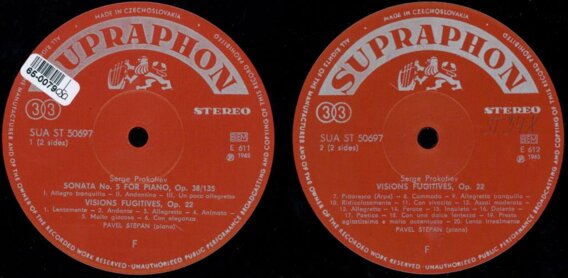 MADE IN CZECHOSLOVAKIA
ALL RIGHTS OF THE MANUFACTURER AND OF THE OWNER OF THE RECORDED WORK RESERVED - UNAUTHORIZED PUBLIC PERFORMANCE BROADCASTING AND COPYING OF THIS RECORD PROHIBITED
SUPRAPHON
65-0079
33
STEREO
SUA ST 50697
1 (2 sides)
BIEM
E 611
℗ 1965
Serge Prokofiev
SONATA No. 5 FOR PIANO, Op. 38/135
I. Allegro tranquillo — II. Andantino — III. Un poco allegretto
VISIONS FUGITIVES, Op. 22
1. Lentamente — 2. Andante — 3. Allegretto — 4. Animato —
5. Molto giocoso — 6. Con eleganza
PAVEL ŠTĚPÁN (piano)
F
MADE IN CZECHOSLOVAKIA
ALL RIGHTS OF THE MANUFACTURER AND OF THE OWNER OF THE RECORDED WORK RESERVED - UNAUTHORIZED PUBLIC PERFORMANCE BROADCASTING AND COPYING OF THIS RECORD PROHIBITED
SUPRAPHON
33
STEREO
SUA ST 50697
2 (2 sides)
BIEM
E 612
℗ 1965
Serge Prokofiev
VISIONS FUGITIVES, Op. 22
7. Pittoresco (Arpa) — 8. Commodo — 9. Allegretto tranquillo —
10. Ridicolosamente — 11. Con vivacita — 12. Assai moderato —
13. Allegretto — 14. Feroce — 15. Inquieto — 16. Dolente —
17. Poetico — 18. Con una dolce lentezza — 19. Presto
agitatissimo e molto accentuato — 20. Lento irrealmente
PAVEL ŠTĚPÁN (piano)
F